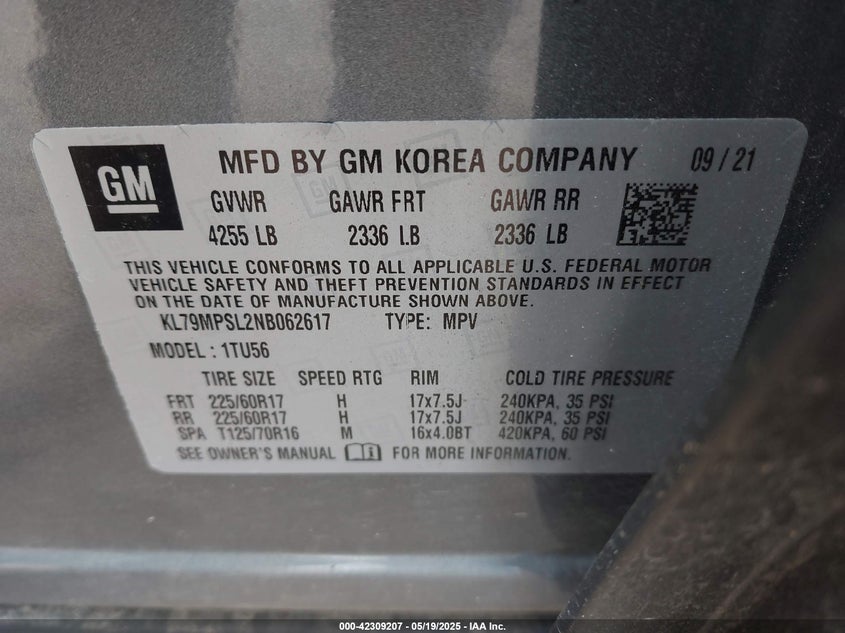 GM
MFD BY GM KOREA COMPANY 09 / 21
GVWR GAWR FRT GAWR RR
4255 LB 2336 LB 2336 LB
THIS VEHICLE CONFORMS TO ALL APPLICABLE U.S. FEDERAL MOTOR
VEHICLE SAFETY AND THEFT PREVENTION STANDARDS IN EFFECT
ON THE DATE OF MANUFACTURE SHOWN ABOVE.
KL79MPSL2NB062617 TYPE: MPV
MODEL : 1TU56
TIRE SIZE SPEED RTG RIM COLD TIRE PRESSURE
FRT 225/60R17 H 17x7.5J 240KPA, 35 PSI
RR 225/60R17 H 17x7.5J 240KPA, 35 PSI
SPA T125/70R16 M 16x4.0BT 420KPA, 60 PSI
SEE OWNER'S MANUAL FOR MORE INFORMATION.
000-42309207 - 05/19/2025 - IAA Inc.